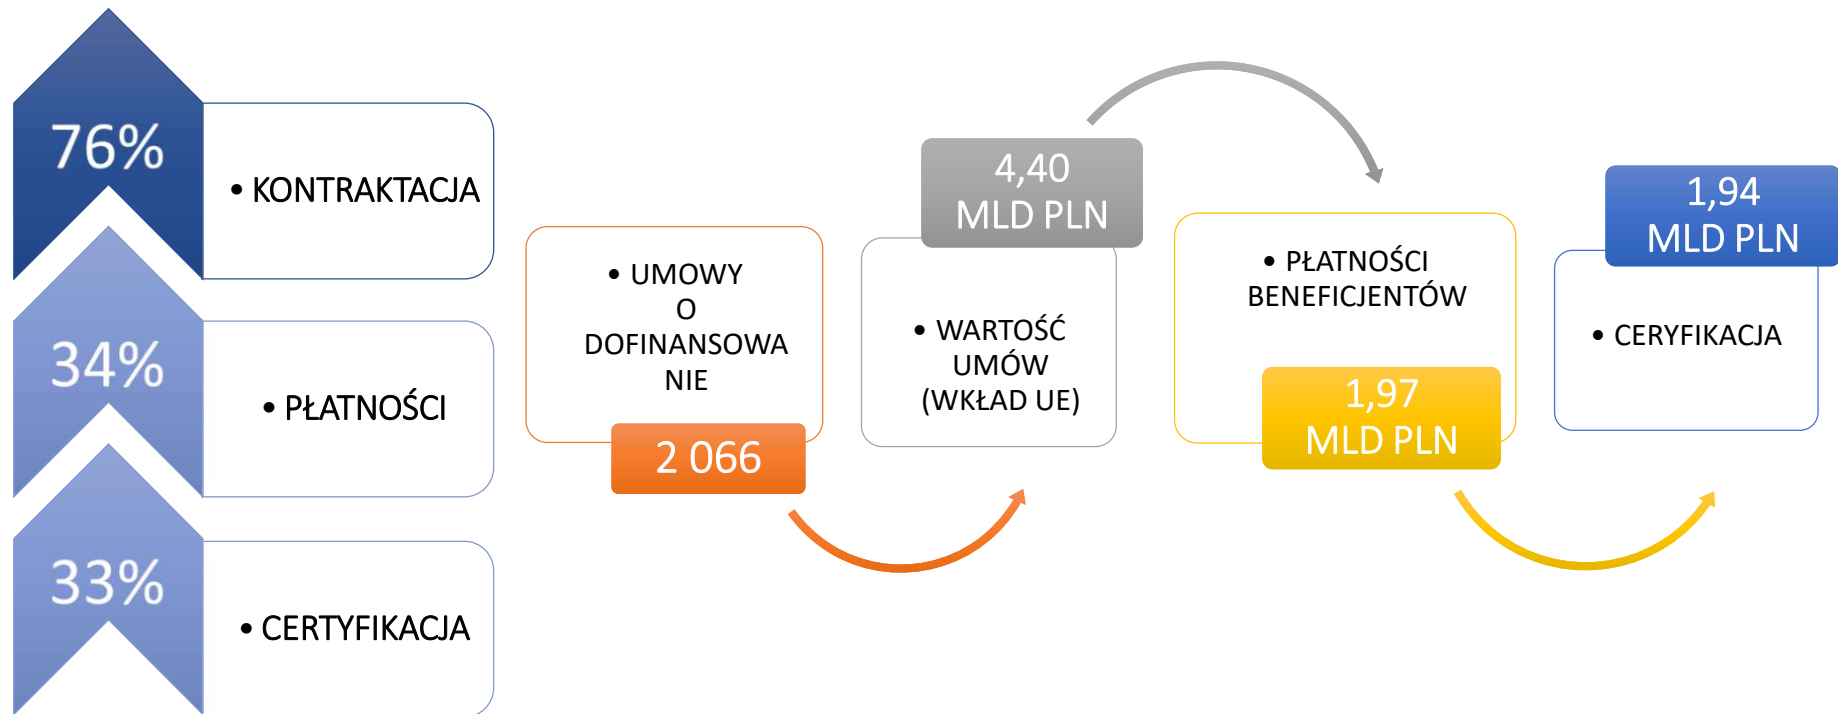 76%
• KONTRAKTACJA
34%
• PŁATNOŚCI
33%
• CERTYFIKACJA
• UMOWY
O
DOFINANSOWA
NIE
2 066
4,40
MLD PLN
• WARTOŚĆ
UMÓW
(WKŁAD UE)
• PŁATNOŚCI
BENEFICJENTÓW
1,97
MLD PLN
1,94
MLD PLN
• CERYFIKACJA